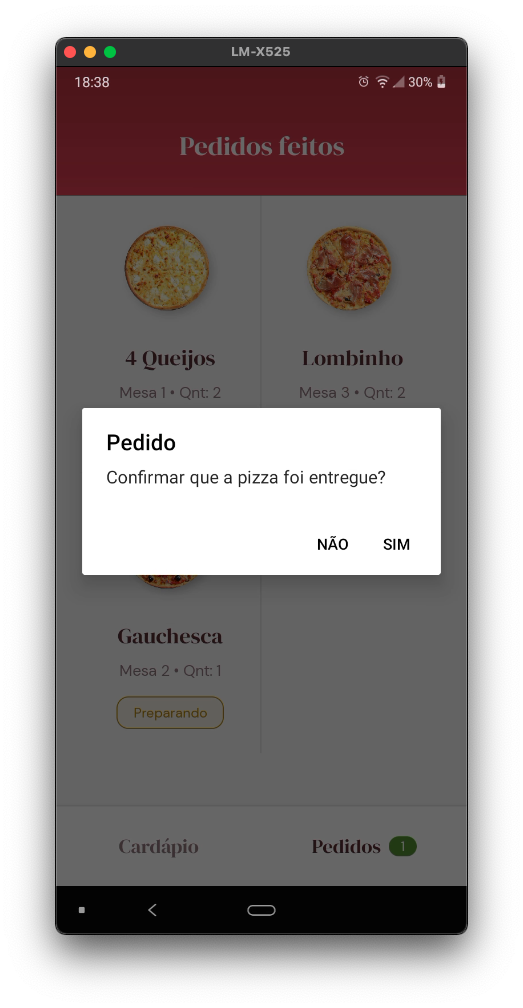 LM-X525
18:38
30%
Pedidos feitos
4 Queijos
Mesa 1 • Qnt: 2
Lombinho
Mesa 3 • Qnt: 2
Pedido
Confirmar que a pizza foi entregue?
NÃO
SIM
Gauchesca
Mesa 2 • Qnt: 1
Preparando
Cardápio
Pedidos 1